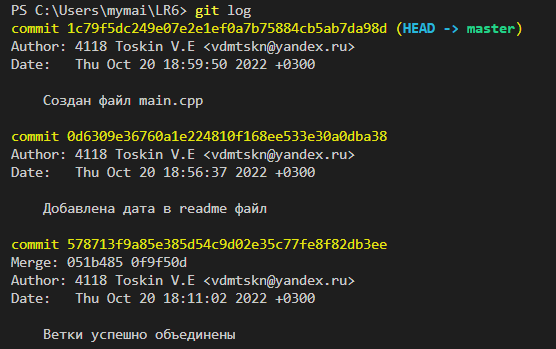 PS C:\Users\mymai\LR6> git log
commit 1c79f5dc249e07e2e1ef0a7b75884cb5ab7da98d (HEAD -> master)
Author: 4118 Toskin V.E <vdmtskn@yandex.ru>
Date:   Thu Oct 20 18:59:50 2022 +0300
Создан файл main.cpp
commit 0d6309e36760a1e224810f168ee533e30a0dba38
Author: 4118 Toskin V.E <vdmtskn@yandex.ru>
Date:   Thu Oct 20 18:56:37 2022 +0300
Добавлена дата в readme файл
commit 578713f9a85e385d54c9d02e35c77fe8f82db3ee
Merge: 051b485 0f9f50d
Author: 4118 Toskin V.E <vdmtskn@yandex.ru>
Date:   Thu Oct 20 18:11:02 2022 +0300
Ветки успешно объединены